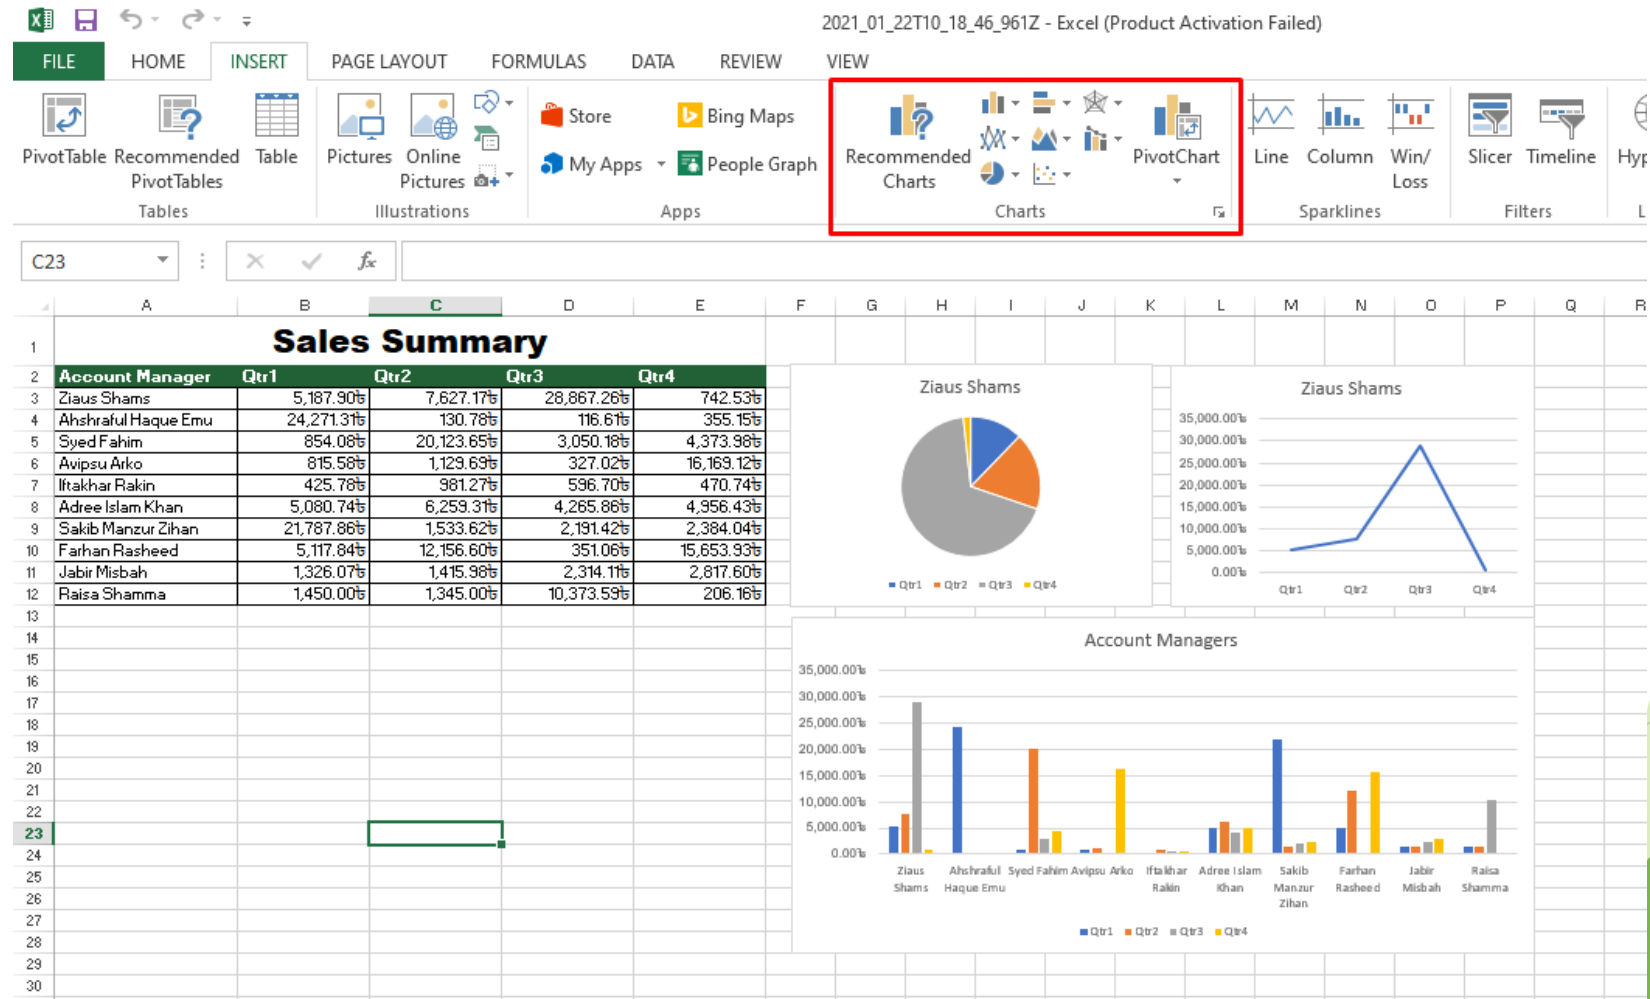 2021_01_22T10_18_46_961Z - Excel (Product Activation Failed)
FILE HOME INSERT PAGE LAYOUT FORMULAS DATA REVIEW VIEW
PivotTable Recommended PivotTables Table
Tables
Pictures Online Pictures
Illustrations
Store Bing Maps
My Apps People Graph
Apps
Recommended Charts PivotChart
Charts
Line Column Win/ Loss
Sparklines
Slicer Timeline
Filters
C23 fx
A B C D E F G H I J K L M N O P Q R
1 Sales Summary
2 Account Manager Qtr1 Qtr2 Qtr3 Qtr4
3 Ziaus Shams 5,187.90৳ 7,627.17৳ 28,867.26৳ 742.53৳
4 Ahshraful Haque Emu 24,271.31৳ 130.78৳ 116.61৳ 355.15৳
5 Syed Fahim 854.08৳ 20,123.65৳ 3,050.18৳ 4,373.98৳
6 Avipsu Arko 815.58৳ 1,129.69৳ 327.02৳ 16,169.12৳
7 Iftakhar Rakin 425.78৳ 981.27৳ 596.70৳ 470.74৳
8 Adree Islam Khan 5,080.74৳ 6,259.31৳ 4,265.86৳ 4,956.43৳
9 Sakib Manzur Zihan 21,787.86৳ 1,533.62৳ 2,191.42৳ 2,384.04৳
10 Farhan Rasheed 5,117.84৳ 12,156.60৳ 351.06৳ 15,653.93৳
11 Jabir Misbah 1,326.07৳ 1,415.98৳ 2,314.11৳ 2,817.60৳
12 Raisa Shamma 1,450.00৳ 1,345.00৳ 10,373.59৳ 206.16৳
13
14
15
16
17
18
19
20
21
22
23
24
25
26
27
28
29
30
Ziaus Shams
Qtr1 Qtr2 Qtr3 Qtr4
Ziaus Shams
35,000.00৳
30,000.00৳
25,000.00৳
20,000.00৳
15,000.00৳
10,000.00৳
5,000.00৳
0.00৳
Qtr1 Qtr2 Qtr3 Qtr4
Account Managers
35,000.00৳
30,000.00৳
25,000.00৳
20,000.00৳
15,000.00৳
10,000.00৳
5,000.00৳
0.00৳
Ziaus Ahshraful Syed Fahim Avipsu Arko Iftakhar Adree Islam Sakib Farhan Jabir Raisa
Shams Haque Emu Rakin Khan Manzur Rasheed Misbah Shamma
Zihan
Qtr1 Qtr2 Qtr3 Qtr4